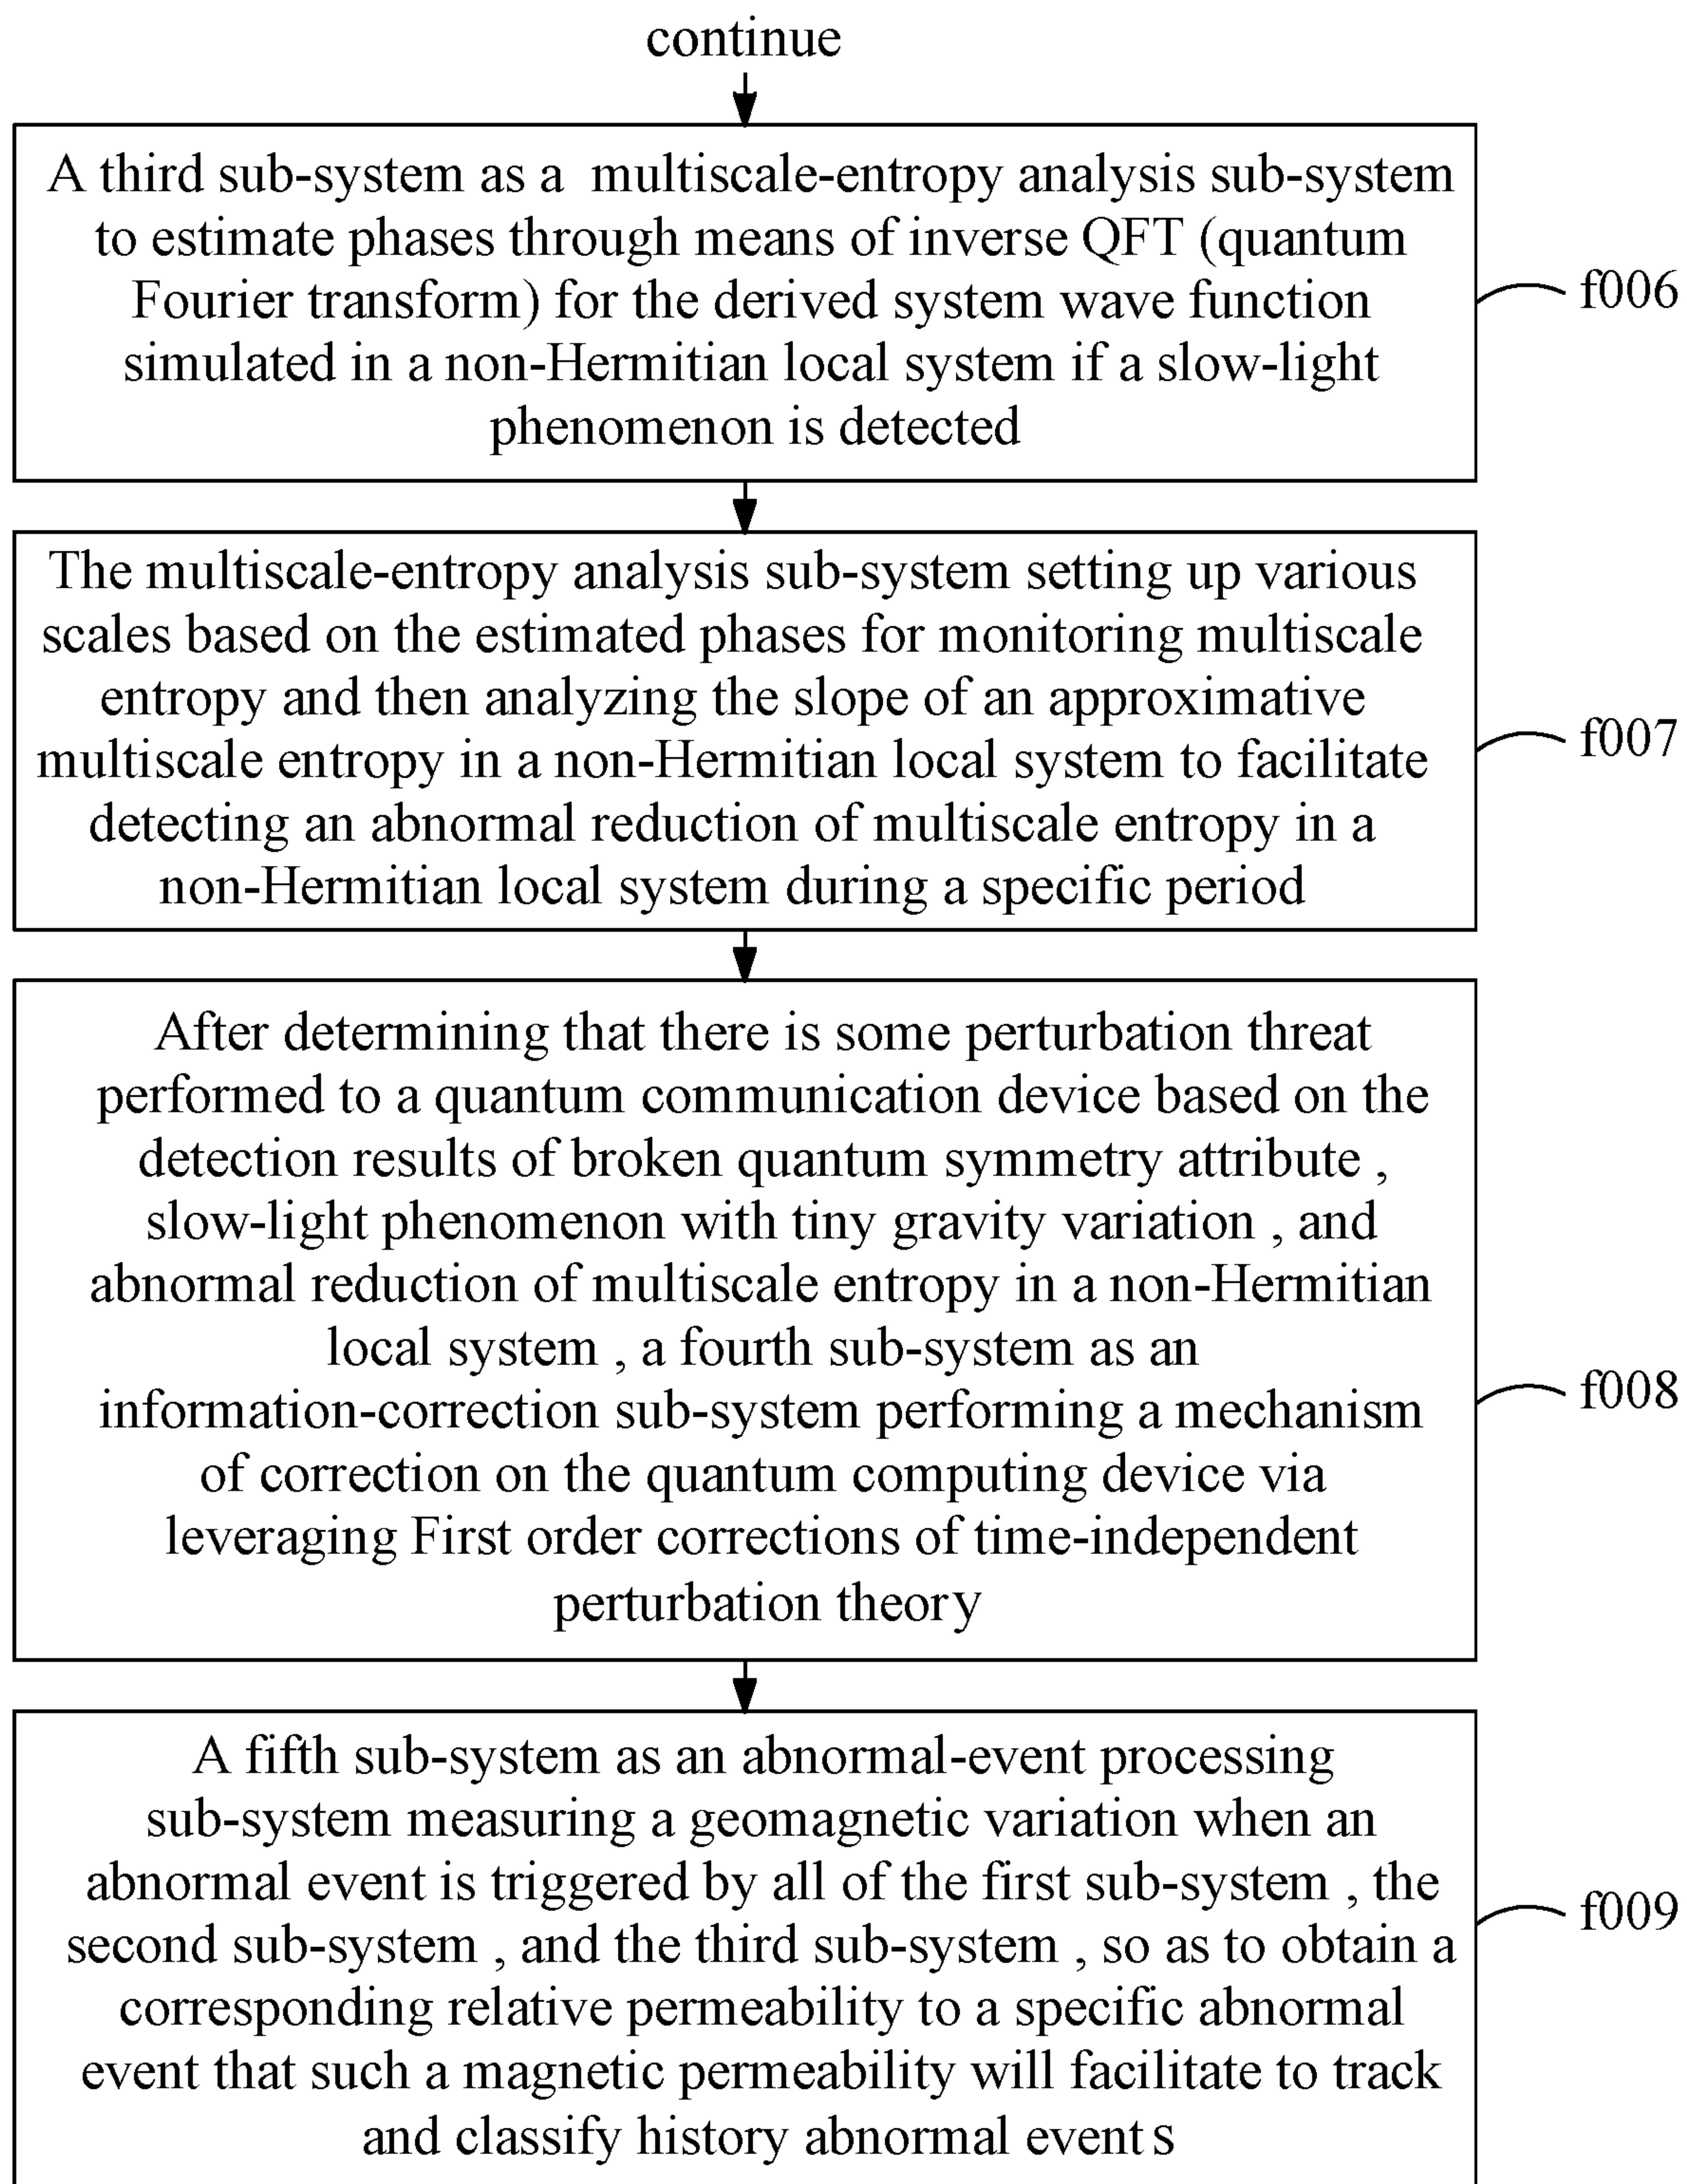 continue
A third sub-system as a multiscale-entropy analysis sub-system
to estimate phases through means of inverse QFT (quantum
Fourier transform) for the derived system wave function
simulated in a non-Hermitian local system if a slow-light
phenomenon is detected
f006
The multiscale-entropy analysis sub-system setting up various
scales based on the estimated phases for monitoring multiscale
entropy and then analyzing the slope of an approximative
multiscale entropy in a non-Hermitian local system to facilitate
detecting an abnormal reduction of multiscale entropy in a
non-Hermitian local system during a specific period
f007
After determining that there is some perturbation threat
performed to a quantum communication device based on the
detection results of broken quantum symmetry attribute ,
slow-light phenomenon with tiny gravity variation , and
abnormal reduction of multiscale entropy in a non-Hermitian
local system , a fourth sub-system as an
information-correction sub-system performing a mechanism
of correction on the quantum computing device via
leveraging First order corrections of time-independent
perturbation theory
f008
A fifth sub-system as an abnormal-event processing
sub-system measuring a geomagnetic variation when an
abnormal event is triggered by all of the first sub-system , the
second sub-system , and the third sub-system , so as to obtain a
corresponding relative permeability to a specific abnormal
event that such a magnetic permeability will facilitate to track
and classify history abnormal events
f009